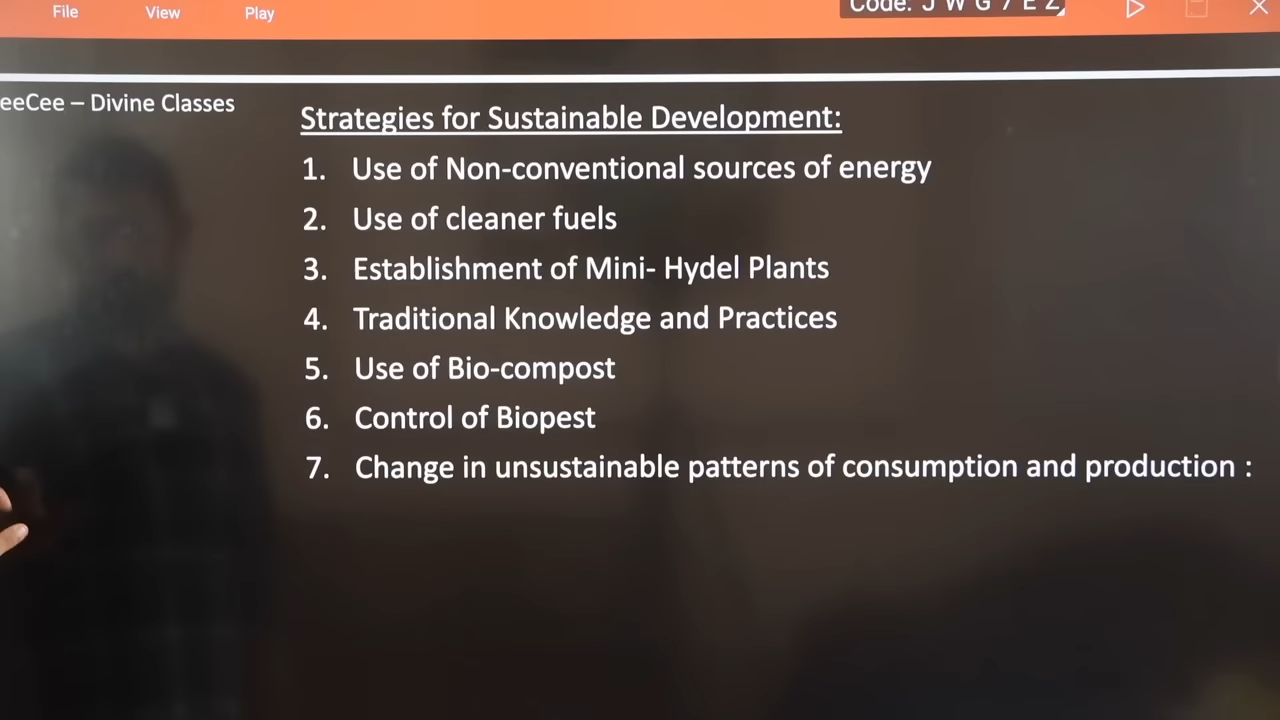 File View Play
Code: J W G 7 E Z
eeCee – Divine Classes
Strategies for Sustainable Development:
1. Use of Non-conventional sources of energy
2. Use of cleaner fuels
3. Establishment of Mini- Hydel Plants
4. Traditional Knowledge and Practices
5. Use of Bio-compost
6. Control of Biopest
7. Change in unsustainable patterns of consumption and production :